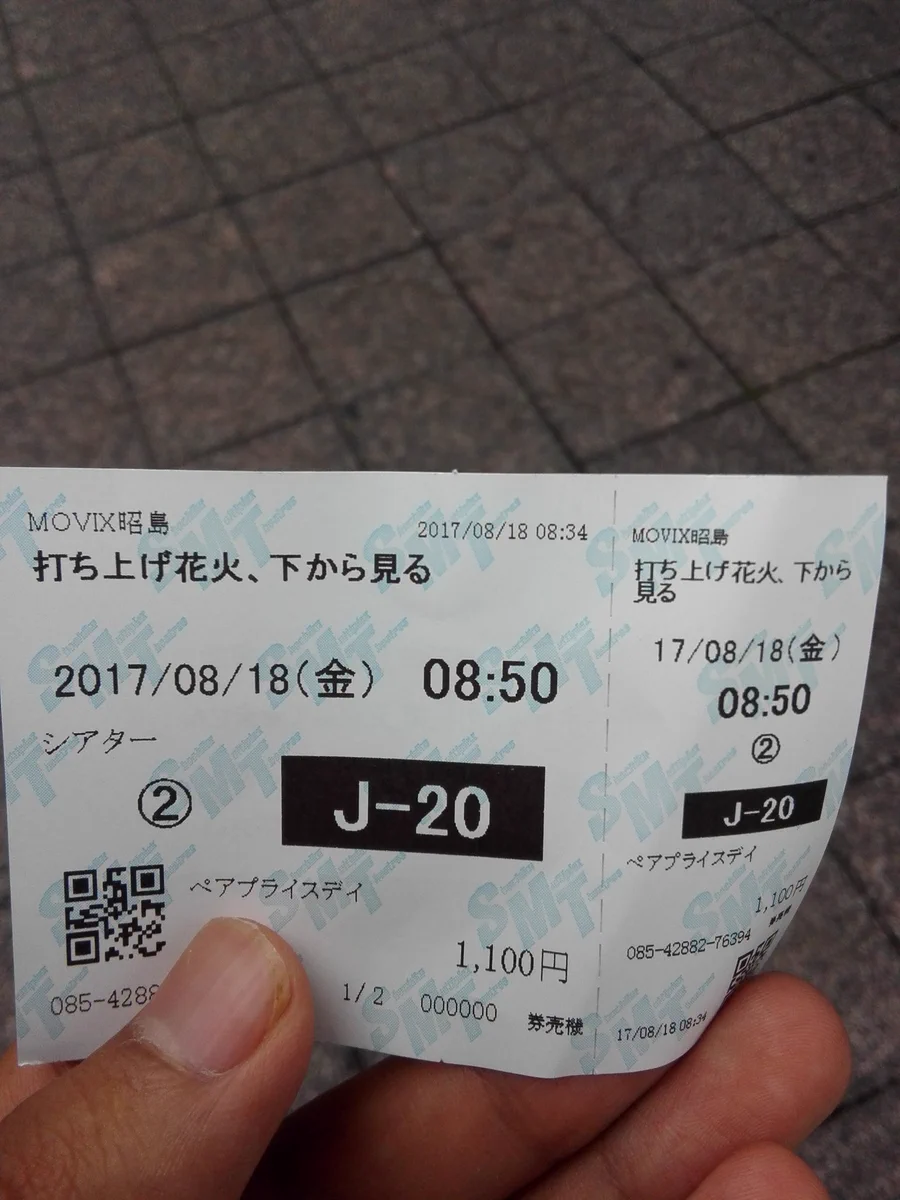 MOVIX昭島
2017/08/18 08:34
打ち上げ花火、下から見る
2017/08/18(金) 08:50
シアター
② J-20
ペアプライスデイ
1,100円
085-4288
1/2 000000 券売機
MOVIX昭島
打ち上げ花火、下から
見る
17/08/18(金)
08:50
②
J-20
ペアプライスデイ
1,100円
085-42882-76394
17/08/18 08:34